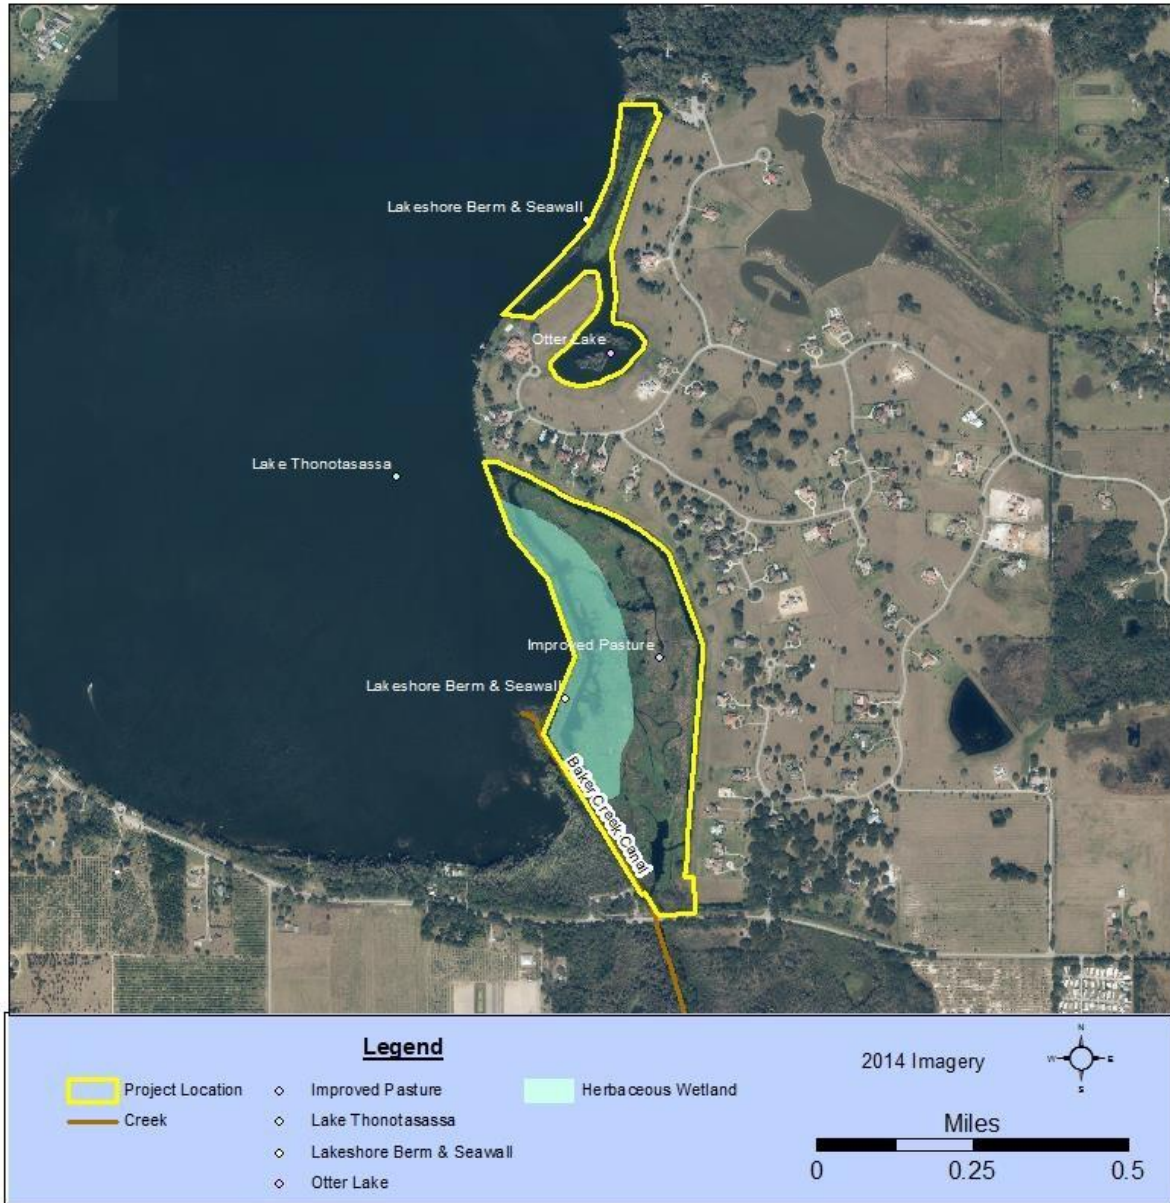 Lakeshore Berm & Seawall
Otter Lake
Lake Thonotasassa
Improved Pasture
Lakeshore Berm & Seawall
Baker Creek Canal
Legend
Project Location
Creek
Improved Pasture
Lake Thonotasassa
Lakeshore Berm & Seawall
Otter Lake
Herbaceous Wetland
2014 Imagery
N
W E
S
Miles
0 0.25 0.5